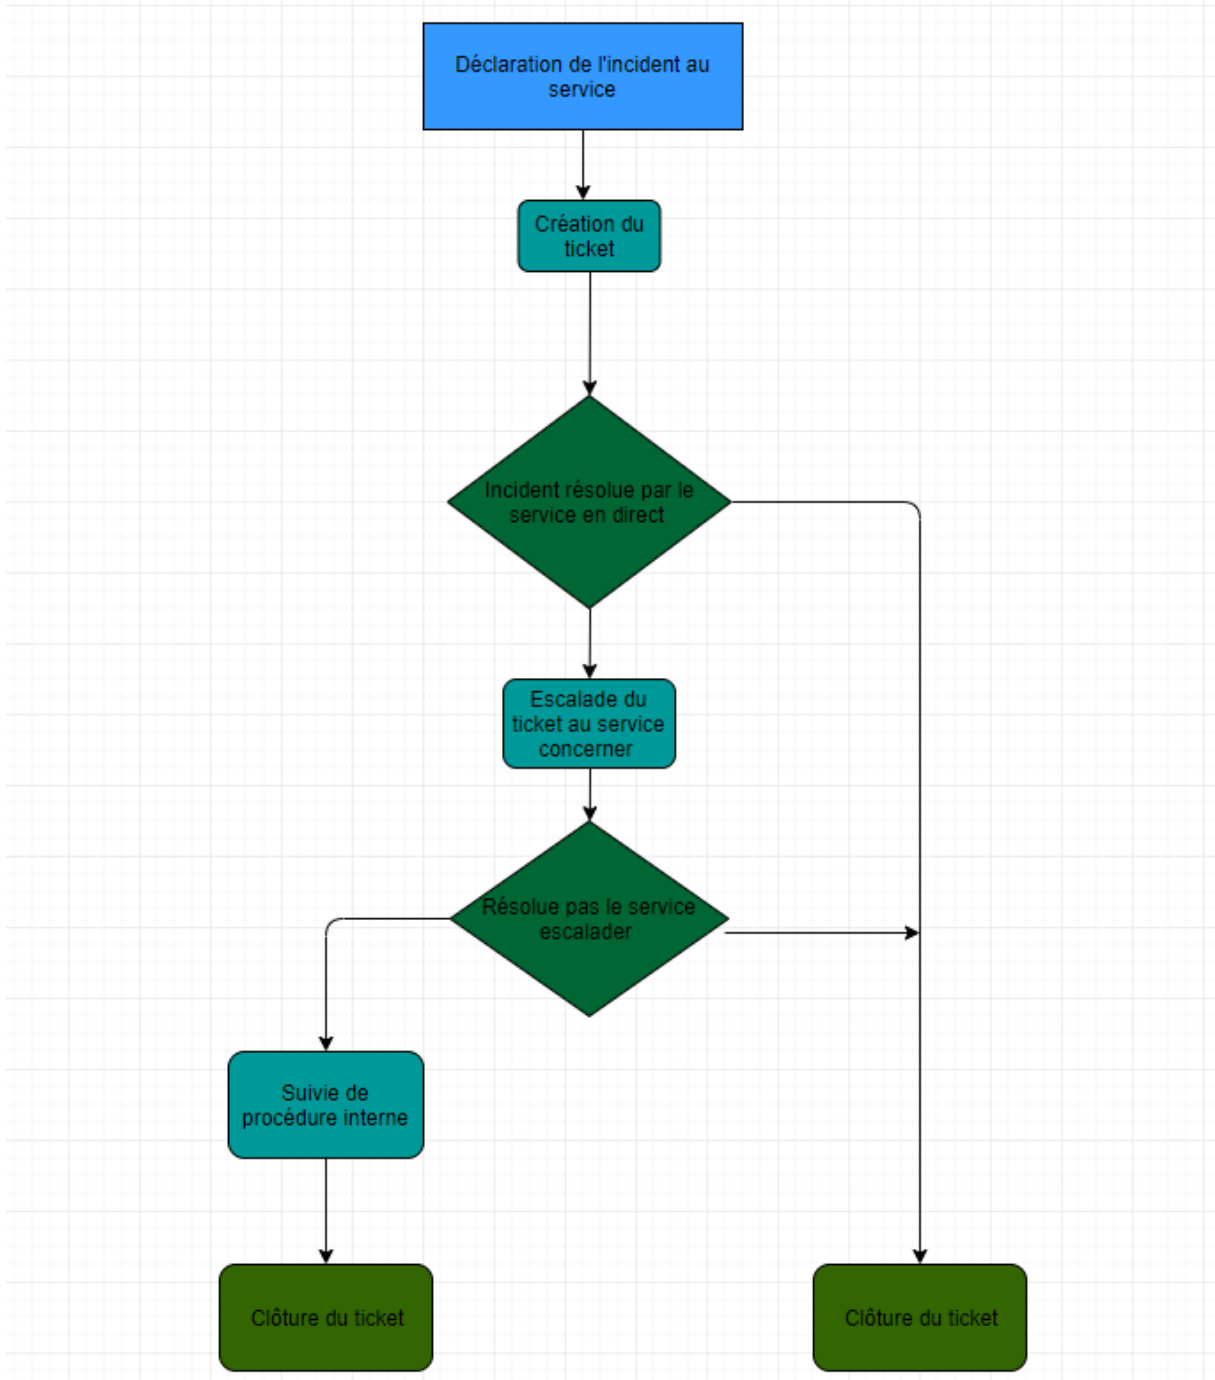 Déclaration de l'incident au
service
Création du
ticket
Incident résolue par le
service en direct
Escalade du
ticket au service
concerner
Résolue pas le service
escalader
Suivie de
procédure interne
Clôture du ticket
Clôture du ticket